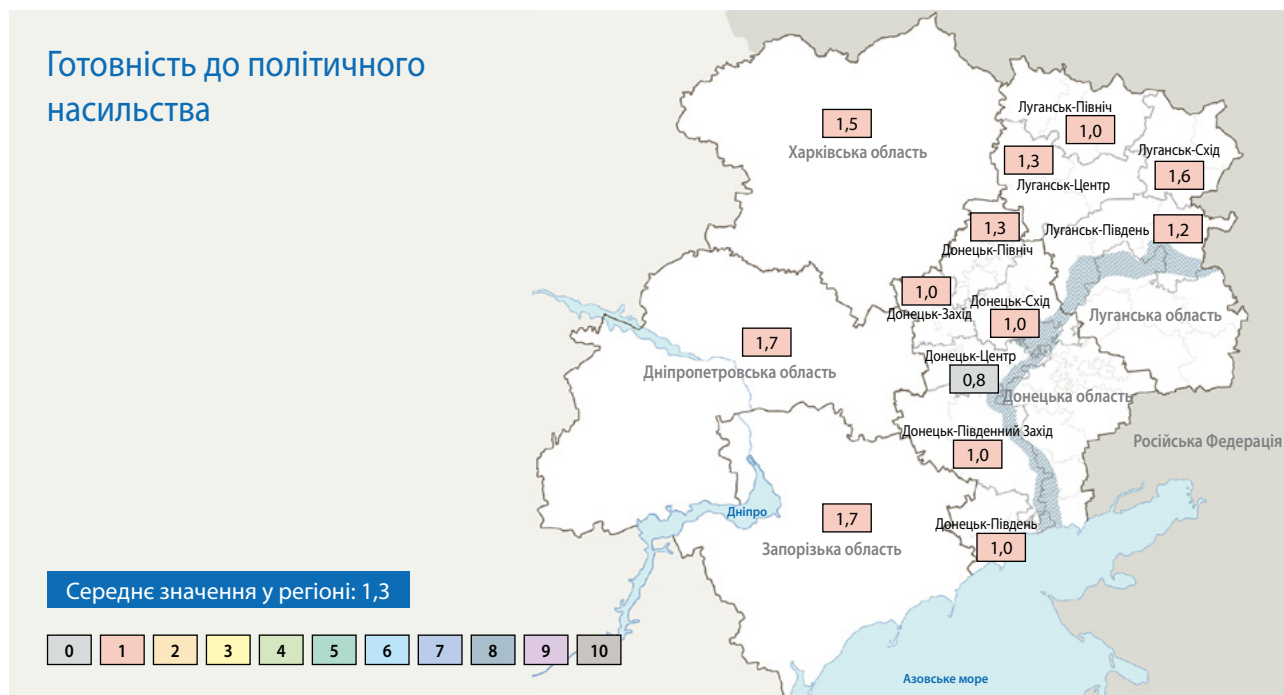 Готовність до політичного
насильства
Луганськ-Північ
1,0
1,5
Харківська область
Луганськ-Схід
1,6
1,3
Луганськ-Центр
Луганськ-Південь
1,2
1,3
Донецьк-Північ
1,0
Донецьк-Захід
Донецьк-Схід
1,0
Луганська область
1,7
Дніпропетровська область
Донецьк-Центр
0,8
Донецька область
Донецьк-Південний Захід
1,0
Російська Федерація
Дніпро
1,7
Запорізька область
Донецьк-Південь
1,0
Середнє значення у регіоні: 1,3
0 1 2 3 4 5 6 7 8 9 10
Азовське море